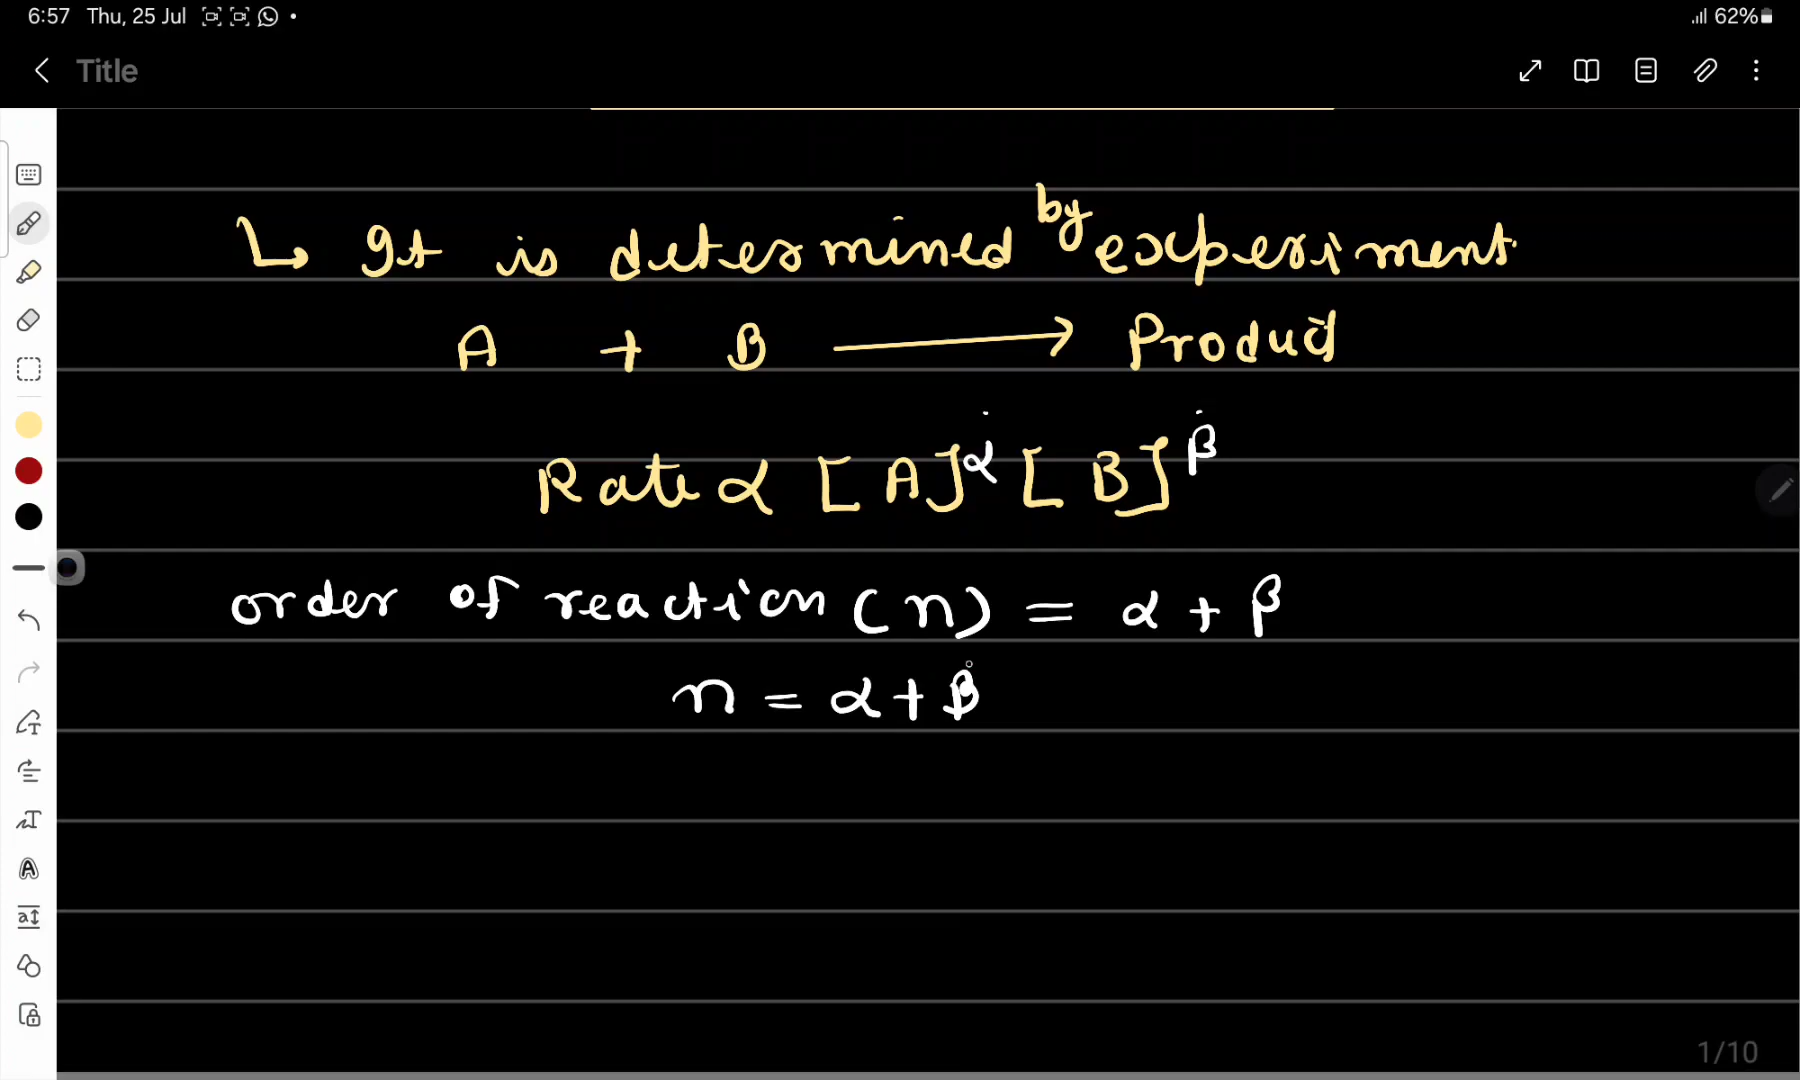 6:57 Thu, 25 Jul 62%
Title
↳ It is determined by experiment
A + B ⟶ Product
Rate α [A]^α [B]^β
order of reaction (n) = α + β
n = α + β
1/10